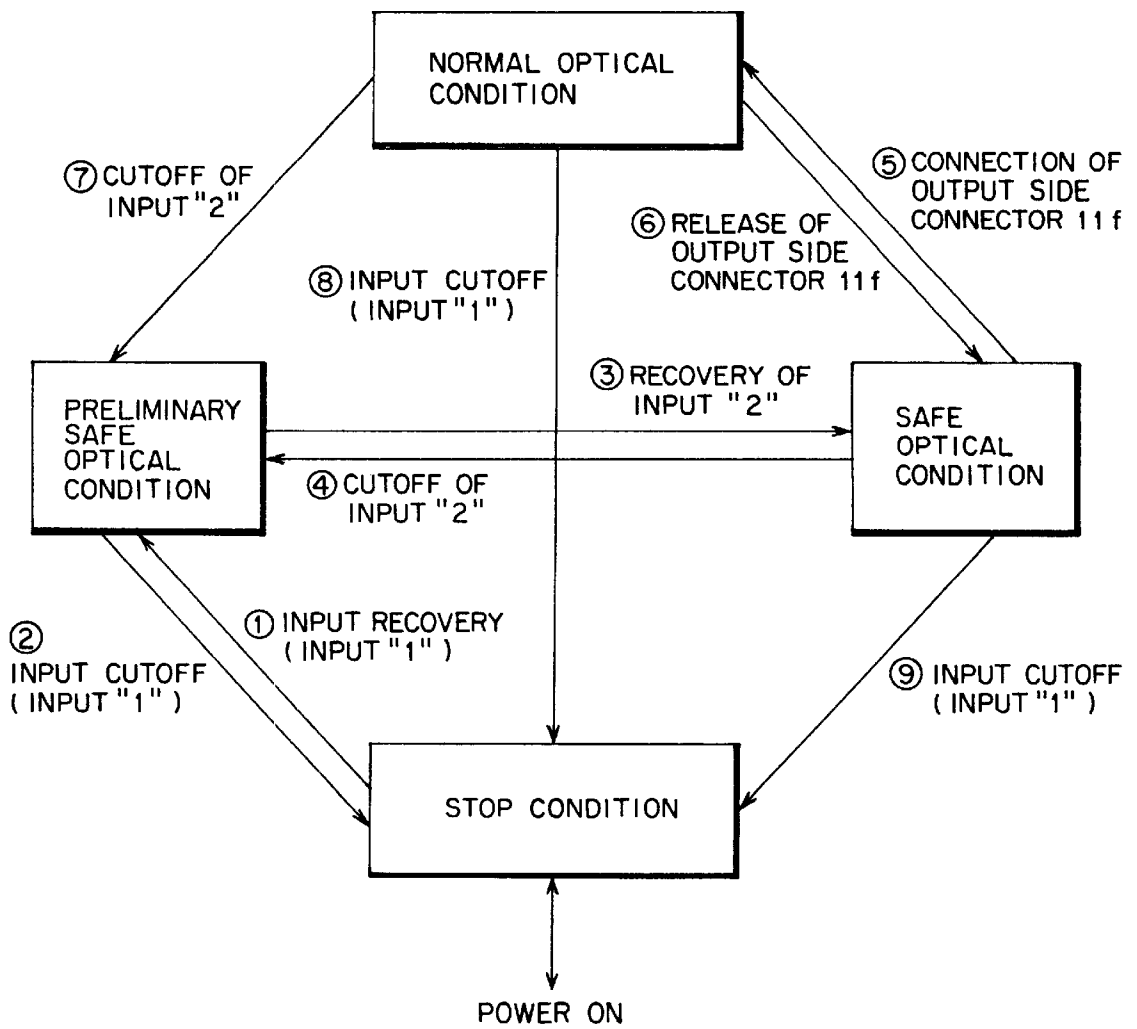 NORMAL OPTICAL
CONDITION
⑦ CUTOFF OF
INPUT "2"
⑤ CONNECTION OF
OUTPUT SIDE
CONNECTOR 11f
⑥ RELEASE OF
OUTPUT SIDE
CONNECTOR 11f
⑧ INPUT CUTOFF
(INPUT "1")
③ RECOVERY OF
INPUT "2"
PRELIMINARY
SAFE
OPTICAL
CONDITION
SAFE
OPTICAL
CONDITION
④ CUTOFF OF
INPUT "2"
① INPUT RECOVERY
(INPUT "1")
②
INPUT CUTOFF
(INPUT "1")
⑨ INPUT CUTOFF
(INPUT "1")
STOP CONDITION
POWER ON